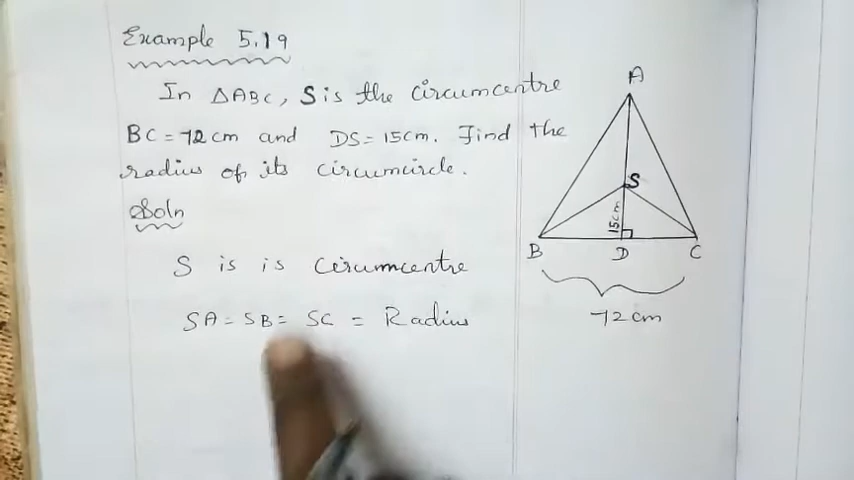 Example 5.19
In △ABC, S is the circumcentre
BC = 72 cm and DS = 15cm. Find the
radius of its circumcircle.
Soln
S is is Circumcentre
SA = SB = SC = Radius
A
S
15cm
B
D
C
72 cm